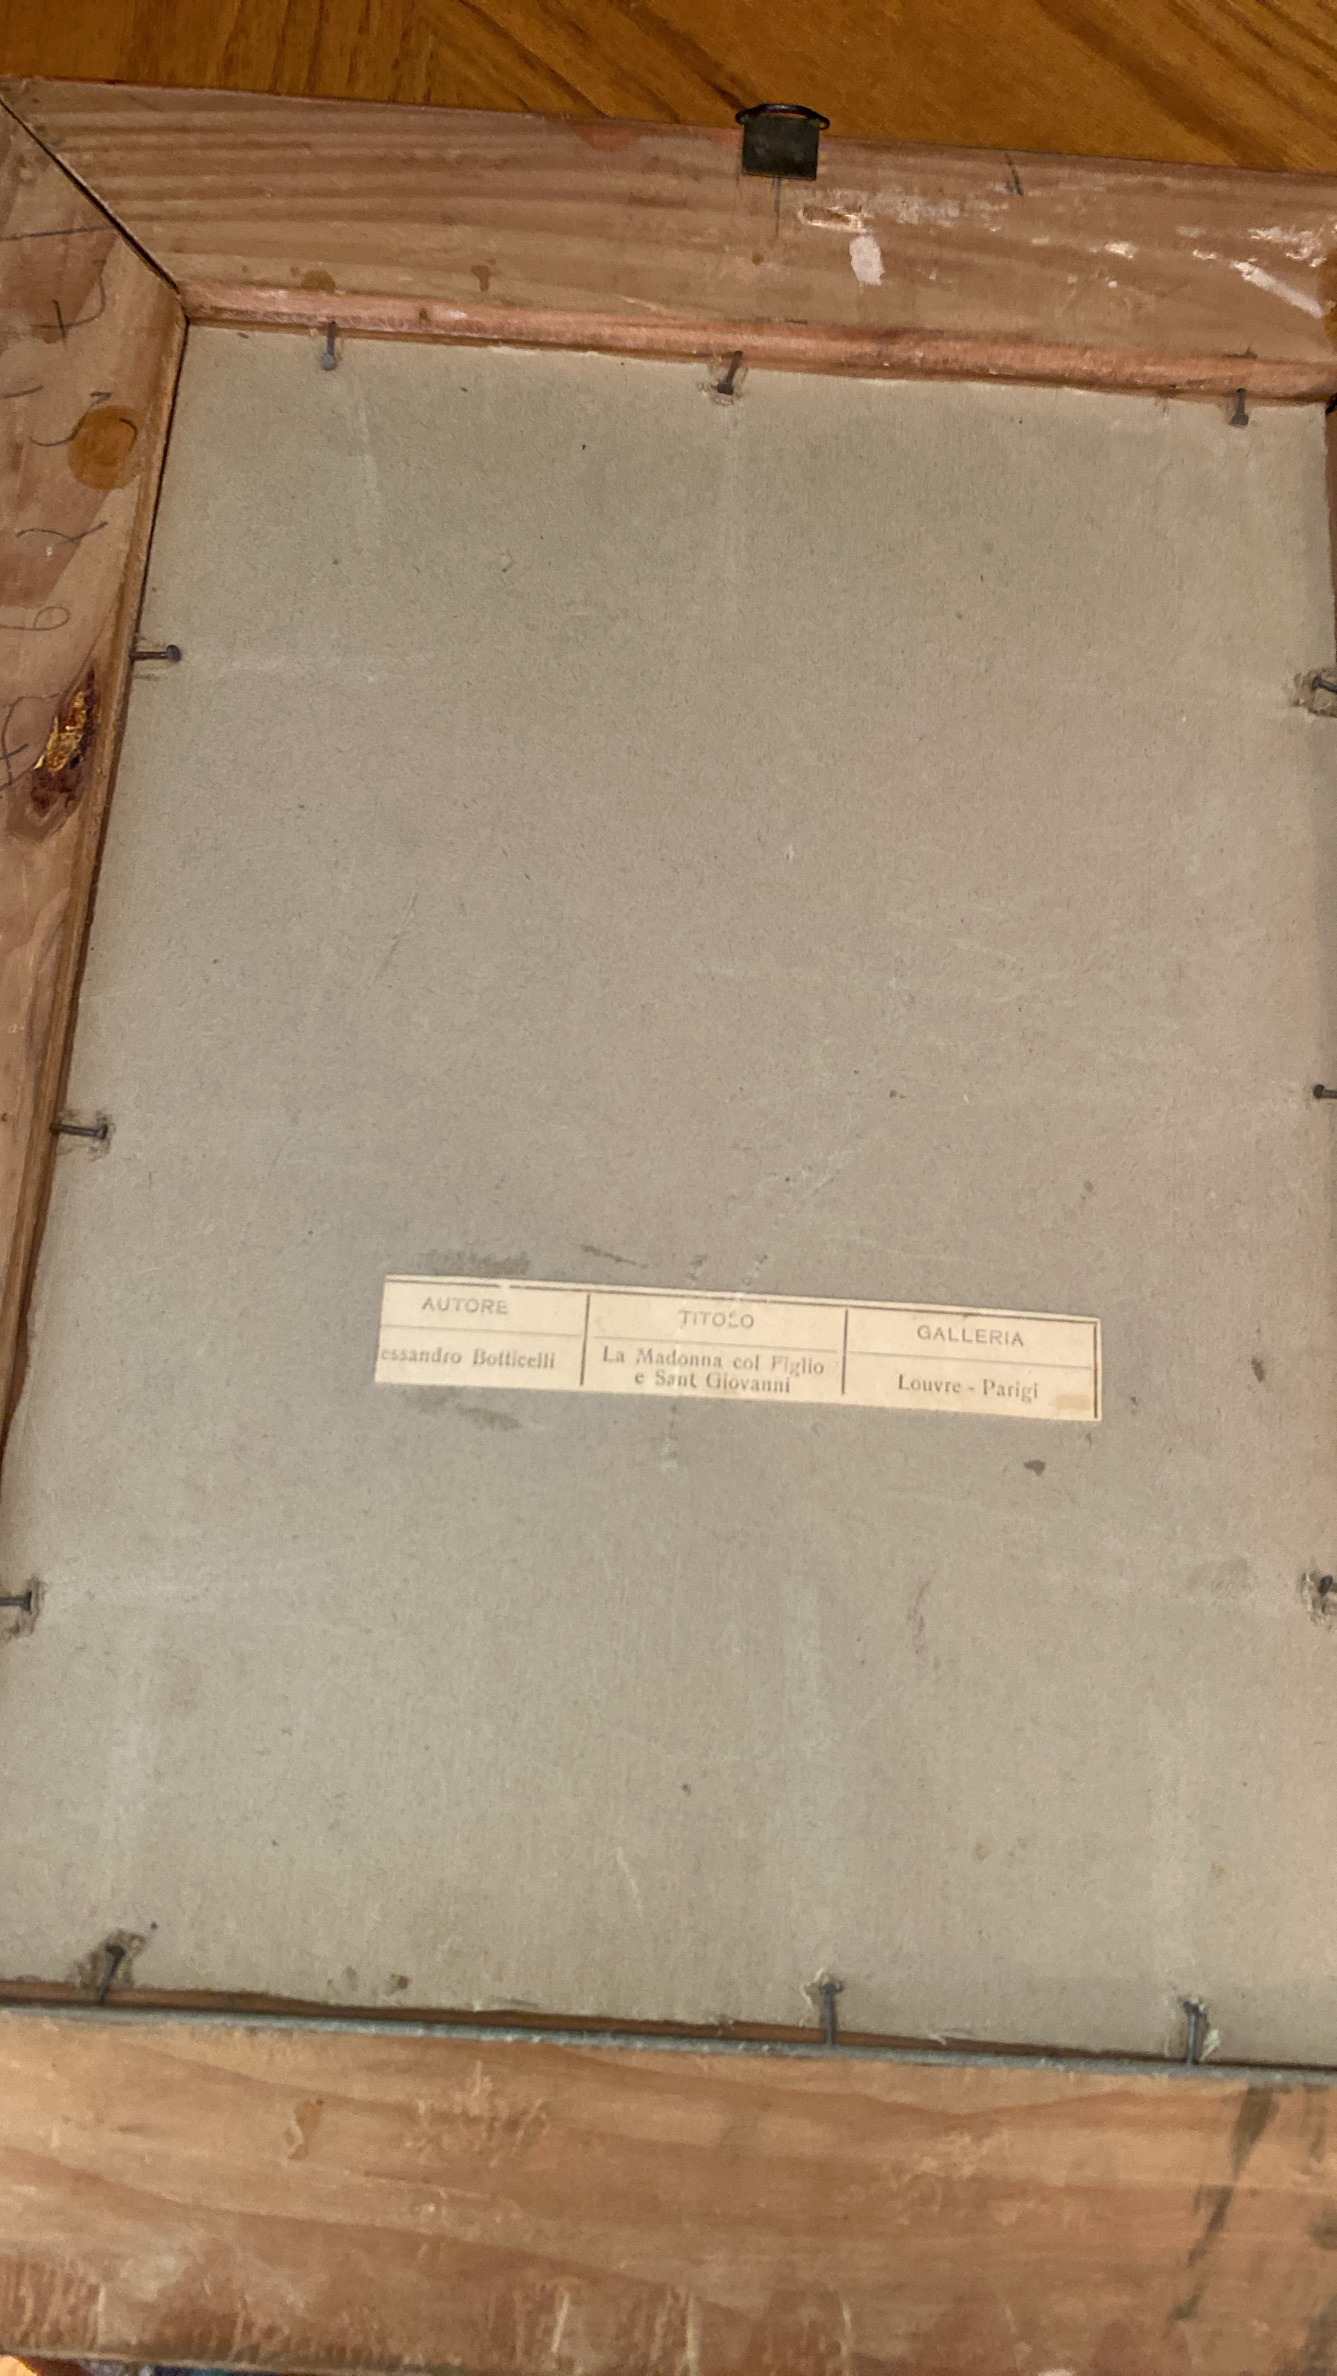 AUTORE
essandro Botticelli
TITOLO
La Madonna col Figlio
e Sant Giovanni
GALLERIA
Louvre - Parigi